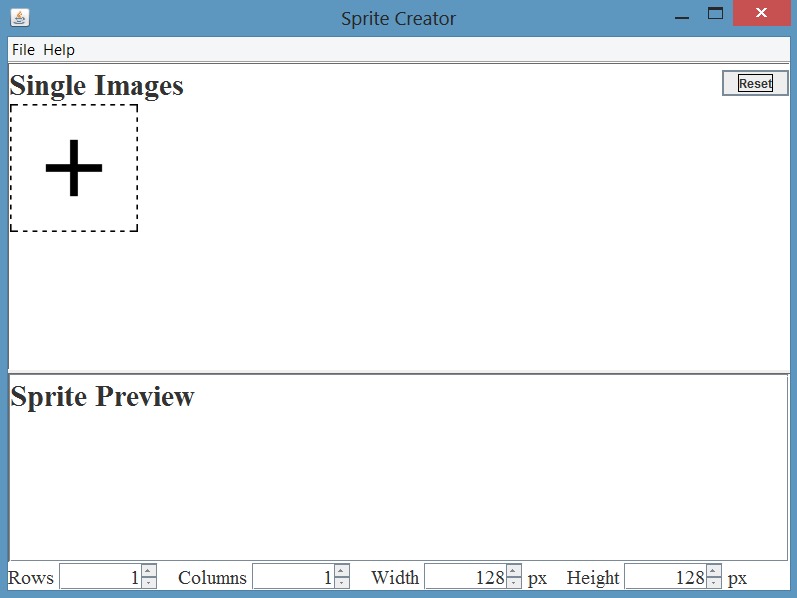 Sprite Creator
File Help
Single Images
Reset
Sprite Preview
Rows 1 Columns 1 Width 128 px Height 128 px